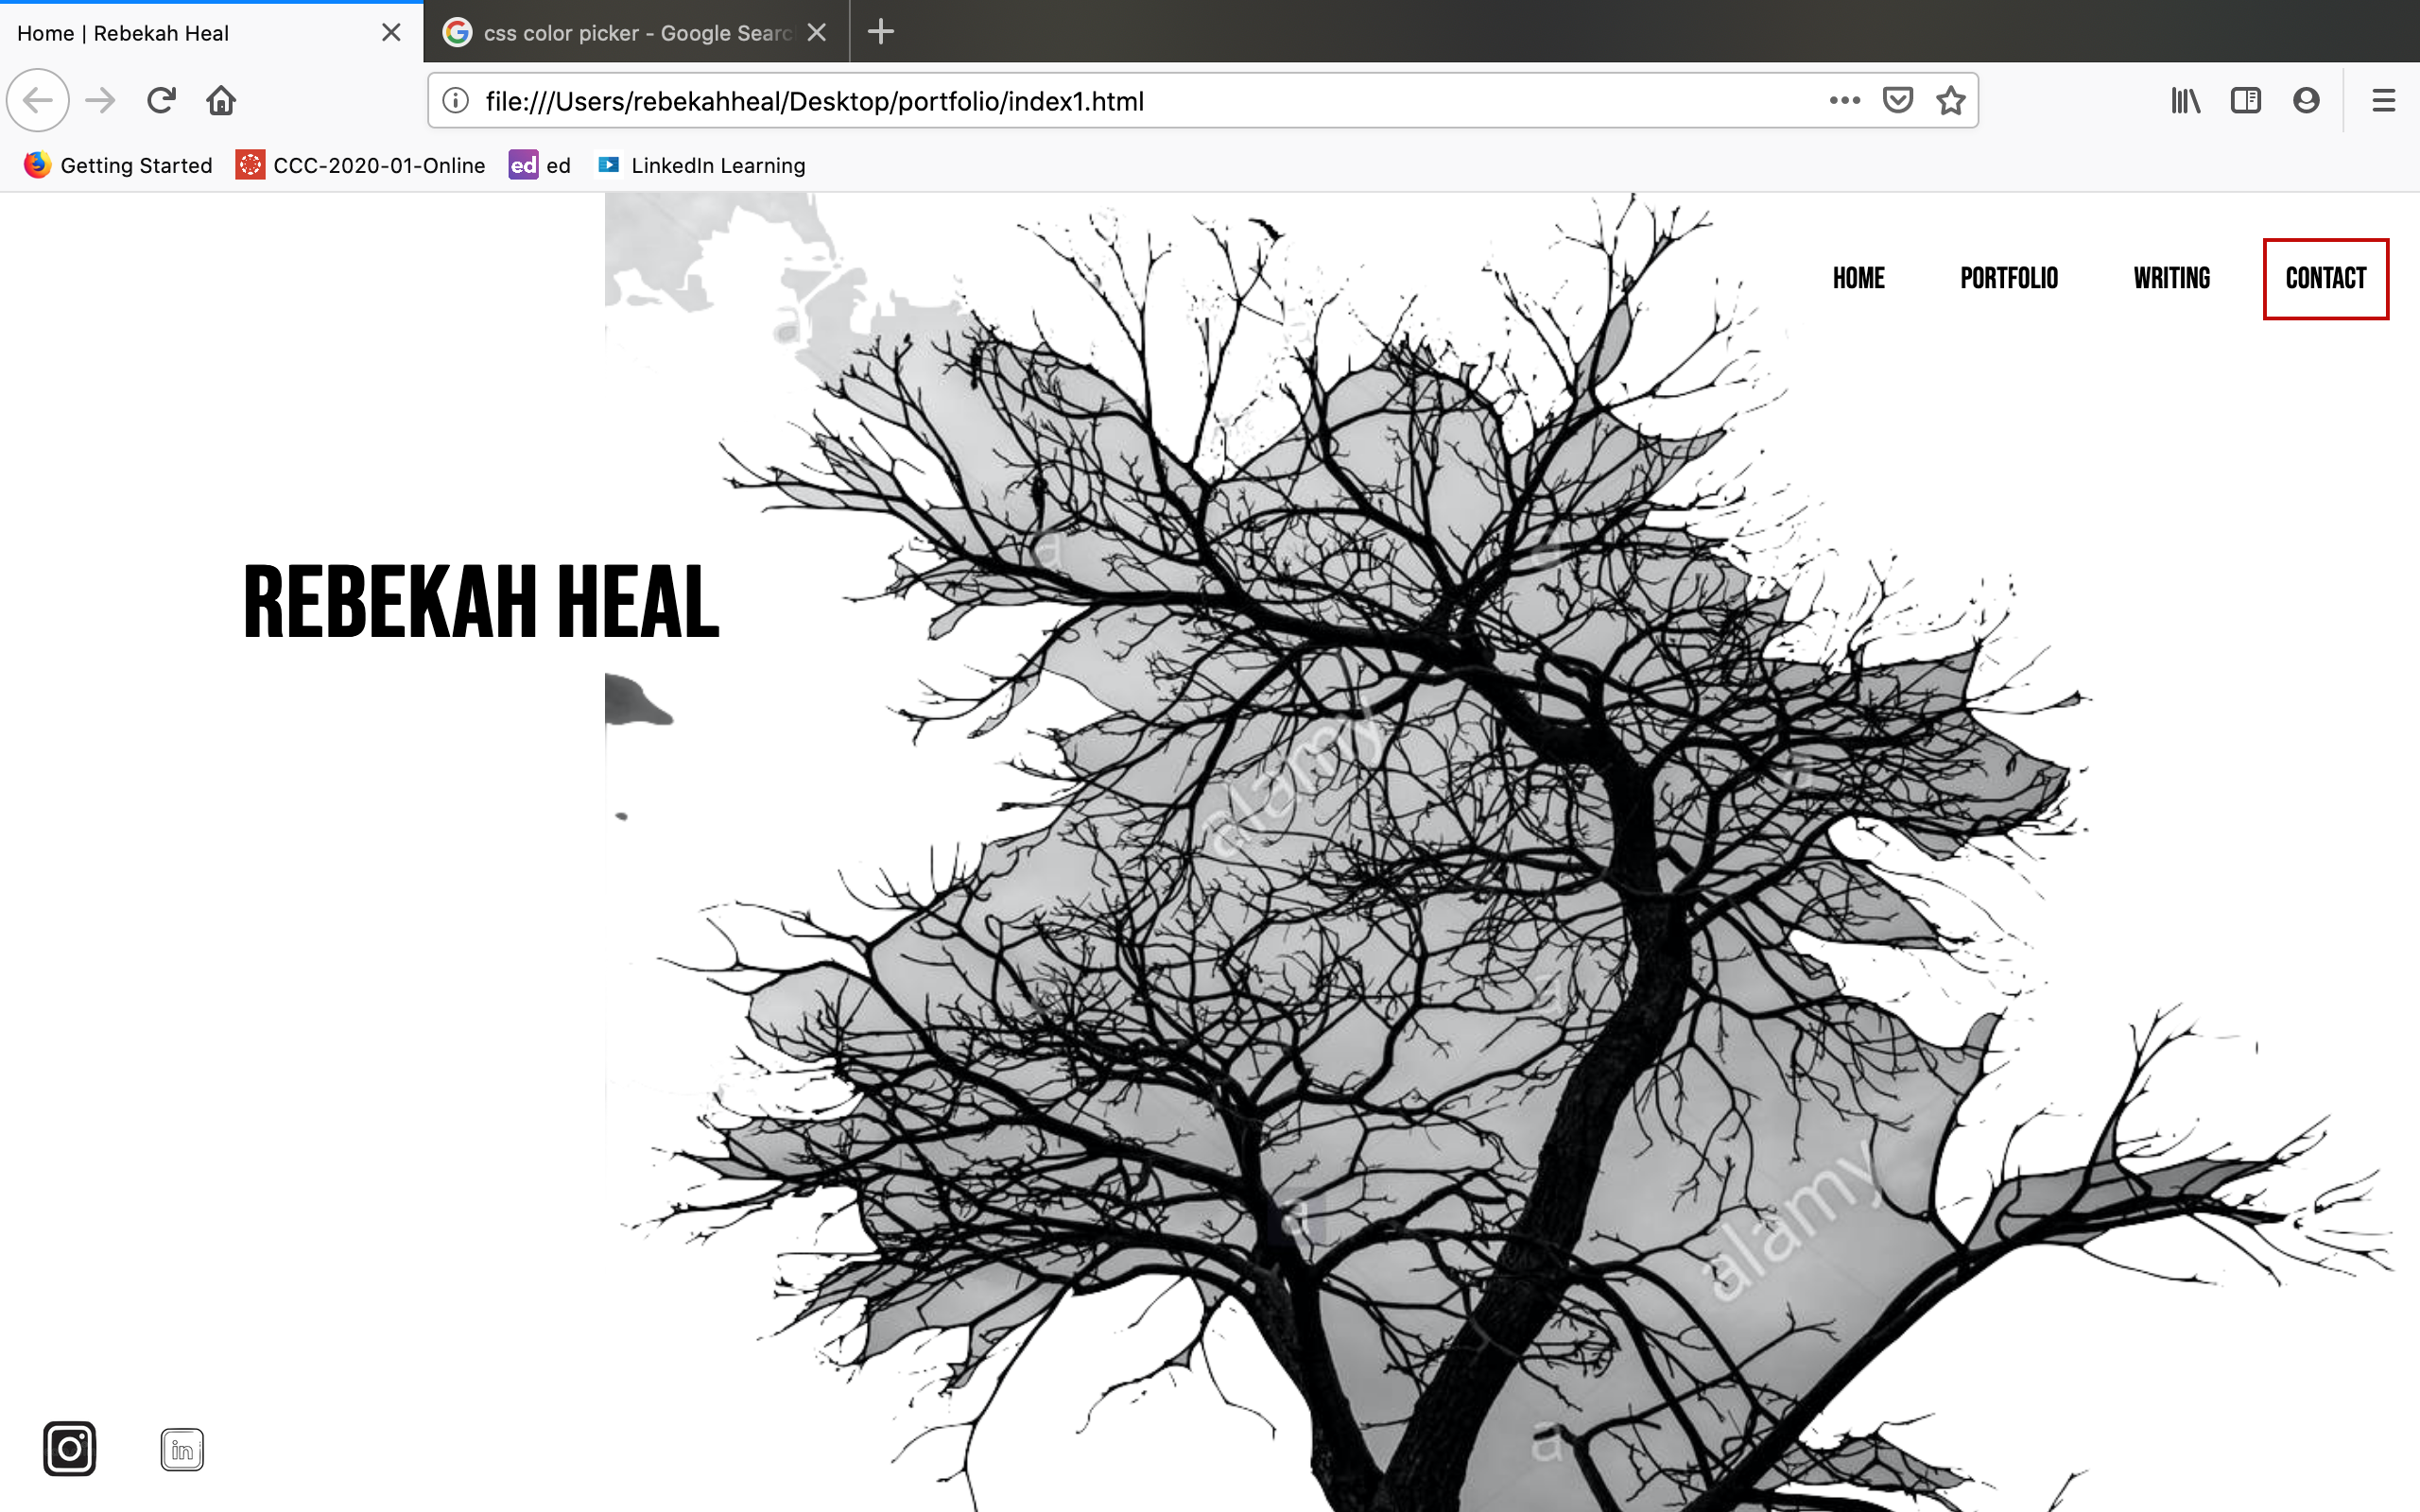 Home | Rebekah Heal
css color picker - Google Searc
file:///Users/rebekahheal/Desktop/portfolio/index1.html
Getting Started CCC-2020-01-Online ed ed LinkedIn Learning
HOME PORTFOLIO WRITING CONTACT
REBEKAH HEAL
a a
alamy
a
a
alamy
a
a
in